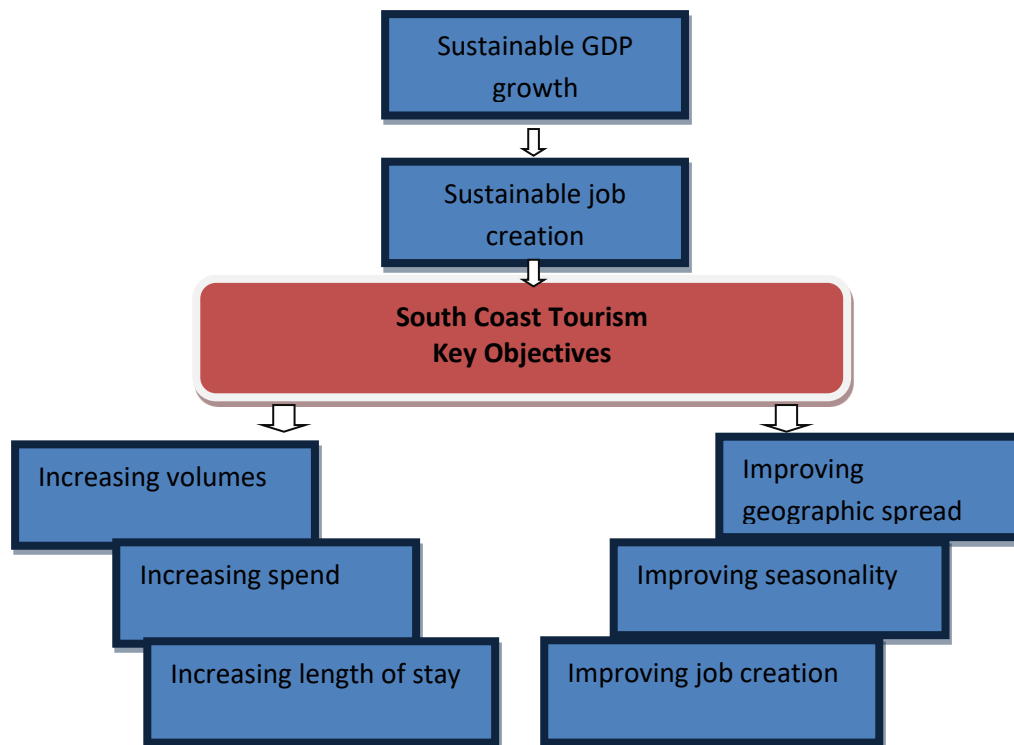 Sustainable GDP
growth
Sustainable job
creation
South Coast Tourism
Key Objectives
Increasing volumes
Increasing spend
Increasing length of stay
Improving
geographic spread
Improving seasonality
Improving job creation